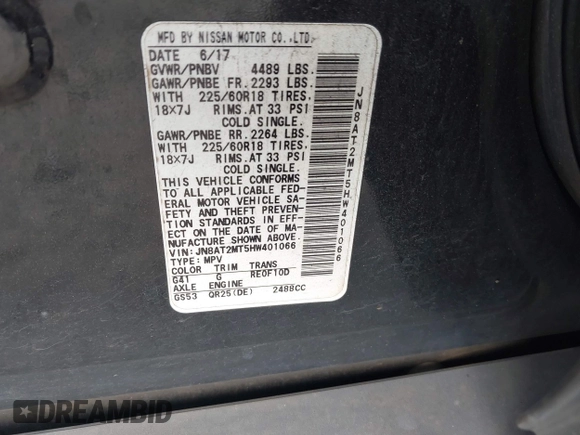 MFD BY NISSAN MOTOR CO.,LTD.
DATE 6/17
GVWR/PNBV 4489 LBS.
GAWR/PNBE FR. 2293 LBS.
WITH 225/60R18 TIRES.
18×7J RIMS. AT 33 PSI
COLD SINGLE.
GAWR/PNBE RR. 2264 LBS.
WITH 225/60R18 TIRES.
18×7J RIMS. AT 33 PSI
COLD SINGLE.
THIS VEHICLE CONFORMS
TO ALL APPLICABLE FED-
ERAL MOTOR VEHICLE SA-
FETY AND THEFT PREVEN-
TION STANDARDS IN EFF-
ECT ON THE DATE OF MA-
NUFACTURE SHOWN ABOVE.
VIN: JN8AT2MT5HW401066
TYPE: MPV
COLOR TRIM TRANS
G41 G RE0F10D
AXLE ENGINE
GS53 QR25(DE) 2488CC
JN8AT2MT5HW401066
DREAMBID